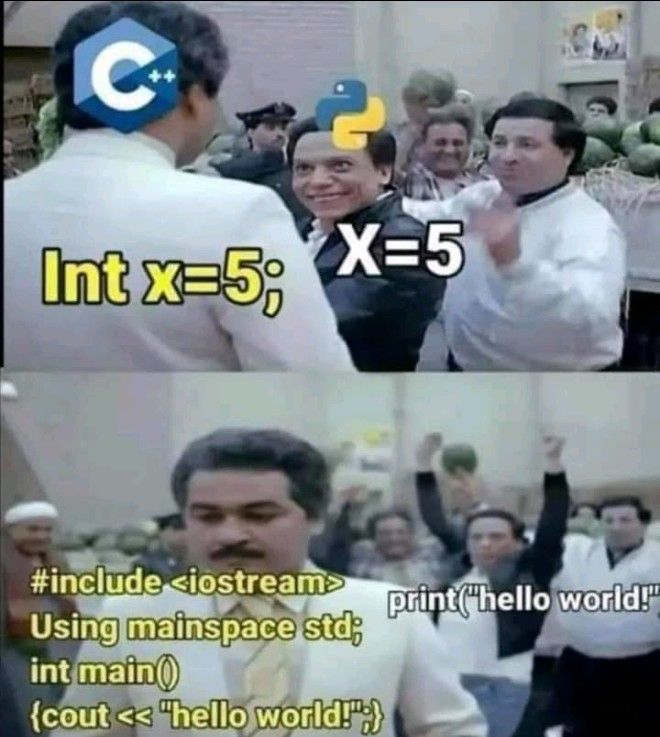 C++
Int x=5;
X=5
#include <iostream>
Using mainspace std;
int main()
{cout << "hello world!";}
print("hello world!"